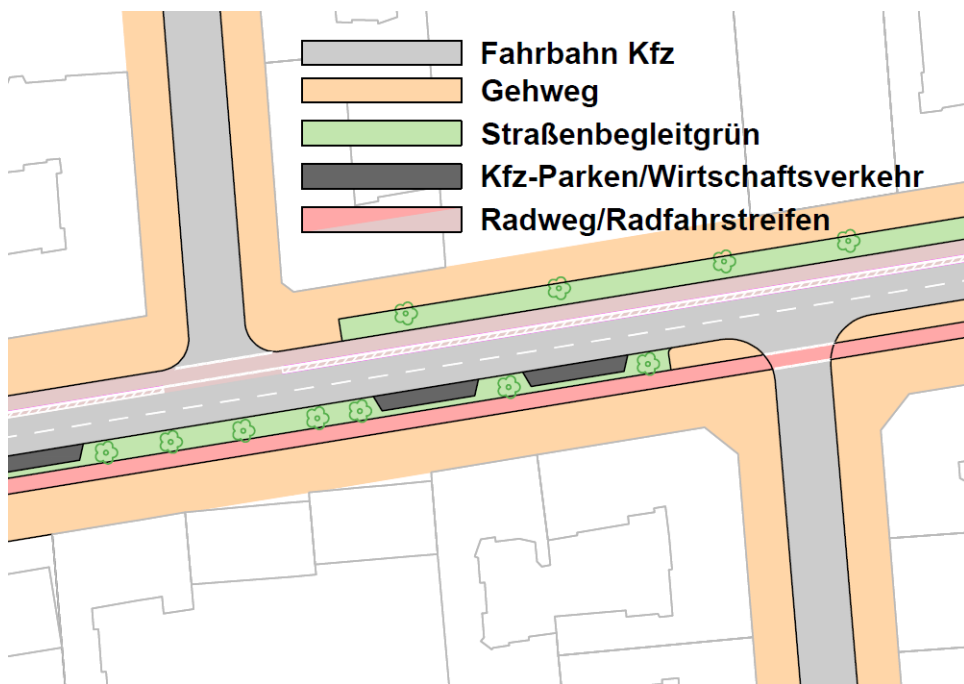 Fahrbahn Kfz
Gehweg
Straßenbegleitgrün
Kfz-Parken/Wirtschaftsverkehr
Radweg/Radfahrstreifen